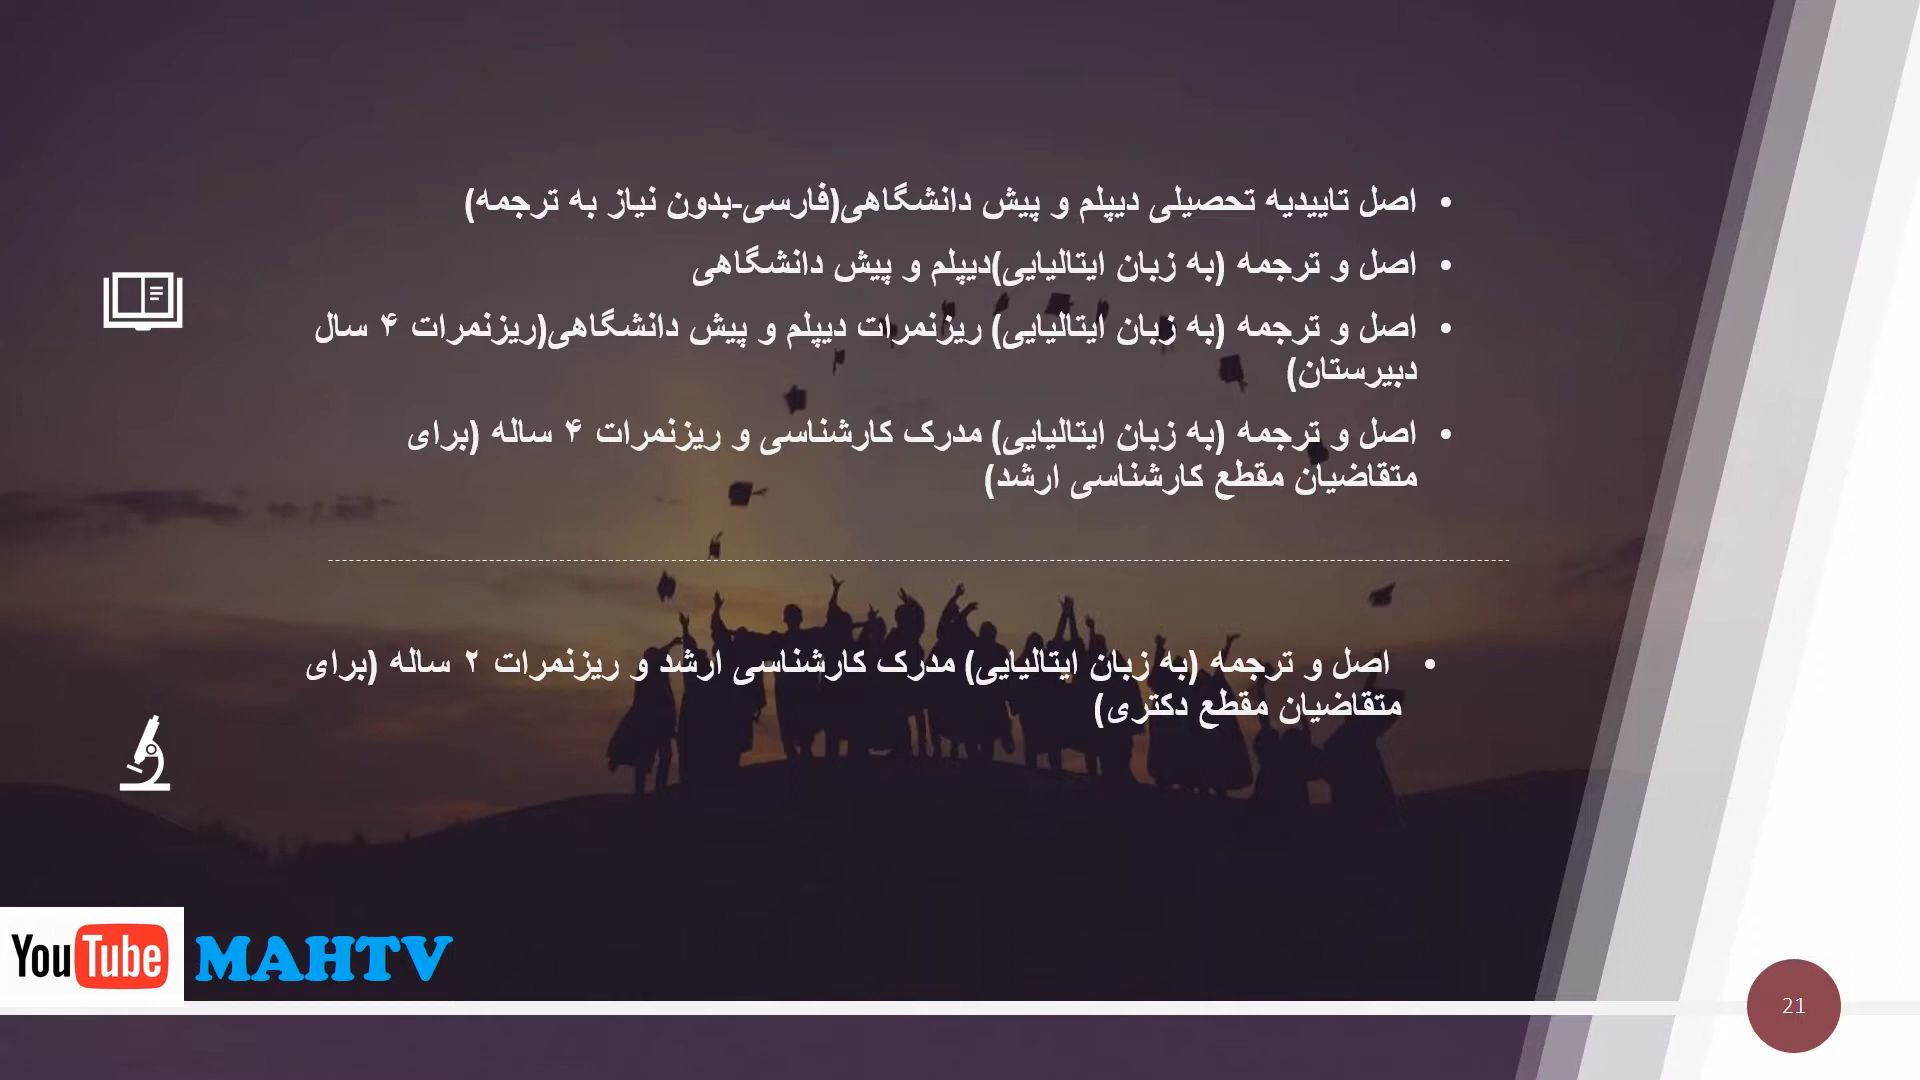 • اصل تاییدیه تحصیلی دیپلم و پیش دانشگاهی(فارسی-بدون نیاز به ترجمه)
• اصل و ترجمه (به زبان ایتالیایی)دیپلم و پیش دانشگاهی
• اصل و ترجمه (به زبان ایتالیایی) ریزنمرات دیپلم و پیش دانشگاهی(ریزنمرات ۴ سال
دبیرستان)
• اصل و ترجمه (به زبان ایتالیایی) مدرک کارشناسی و ریزنمرات ۴ ساله (برای
متقاضیان مقطع کارشناسی ارشد)
• اصل و ترجمه (به زبان ایتالیایی) مدرک کارشناسی ارشد و ریزنمرات ۲ ساله (برای
متقاضیان مقطع دکتری)
YouTube MAHTV
21